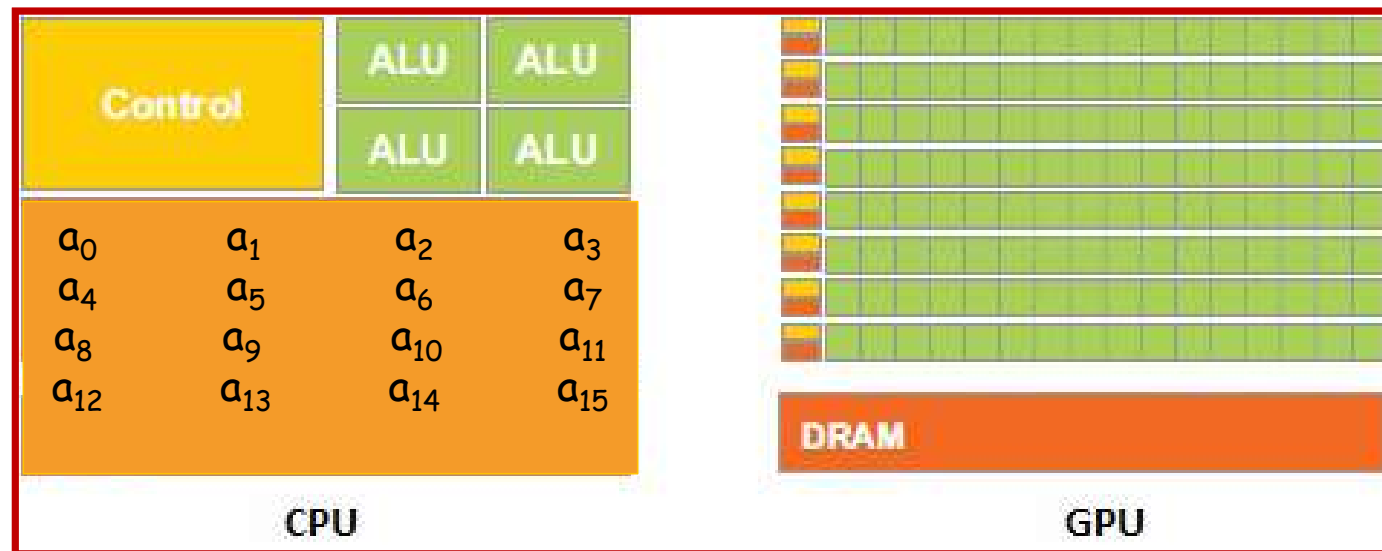 Control
ALU ALU
ALU ALU
a₀ a₁ a₂ a₃
a₄ a₅ a₆ a₇
a₈ a₉ a₁₀ a₁₁
a₁₂ a₁₃ a₁₄ a₁₅
CPU
DRAM
GPU